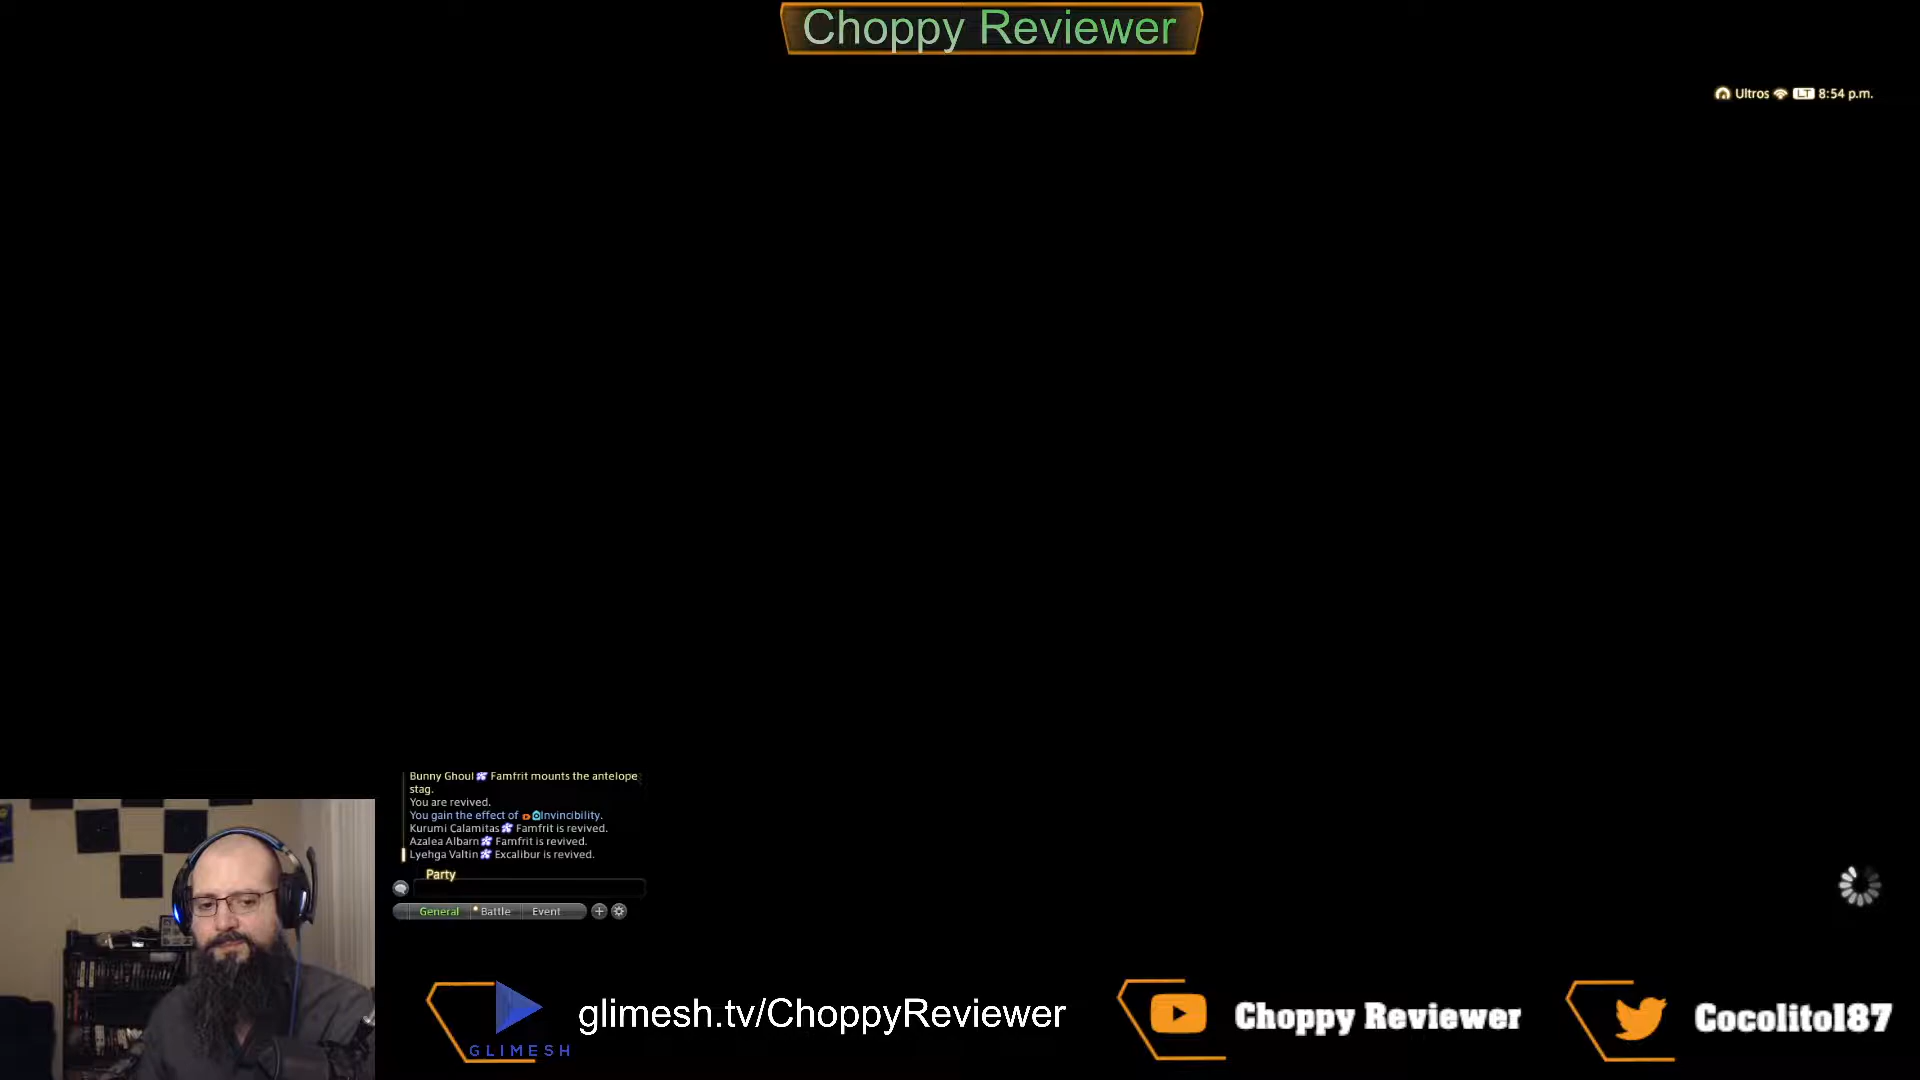 Choppy Reviewer
Ultros LT 8:54 p.m.
Bunny Ghoul Famfrit mounts the antelope
stag.
You are revived.
You gain the effect of Invincibility.
Kurumi Calamitas Famfrit is revived.
Azalea Albarn Famfrit is revived.
Lyehga Valtin Excalibur is revived.
Party
General Battle Event
GLIMESH
glimesh.tv/ChoppyReviewer
Choppy Reviewer
Cocolito187